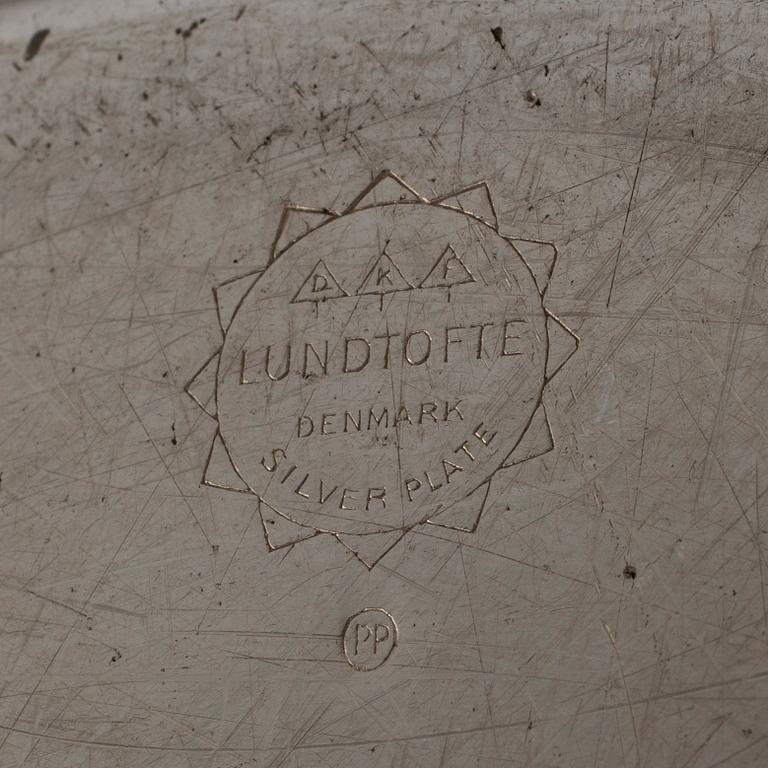 D K F
LUNDTOFTE
DENMARK
SILVER PLATE
PP